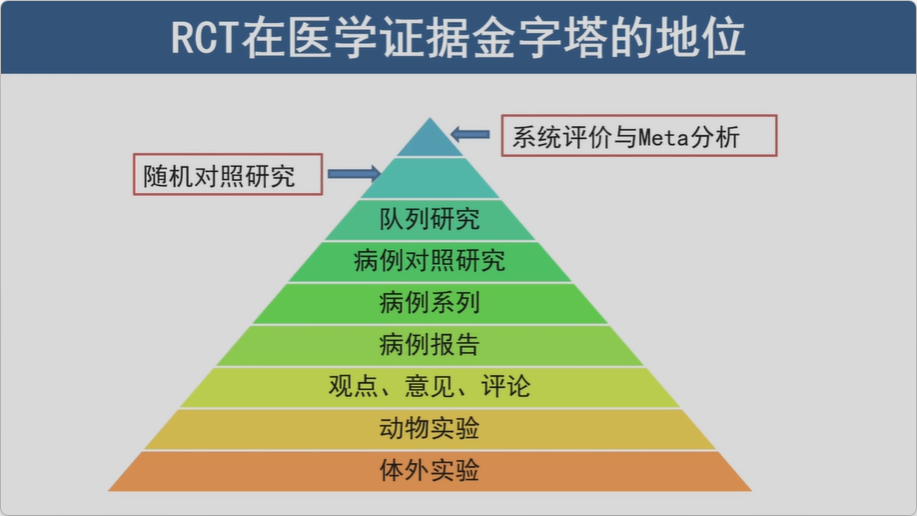 RCT在医学证据金字塔的地位
系统评价与Meta分析
随机对照研究
队列研究
病例对照研究
病例系列
病例报告
观点、意见、评论
动物实验
体外实验